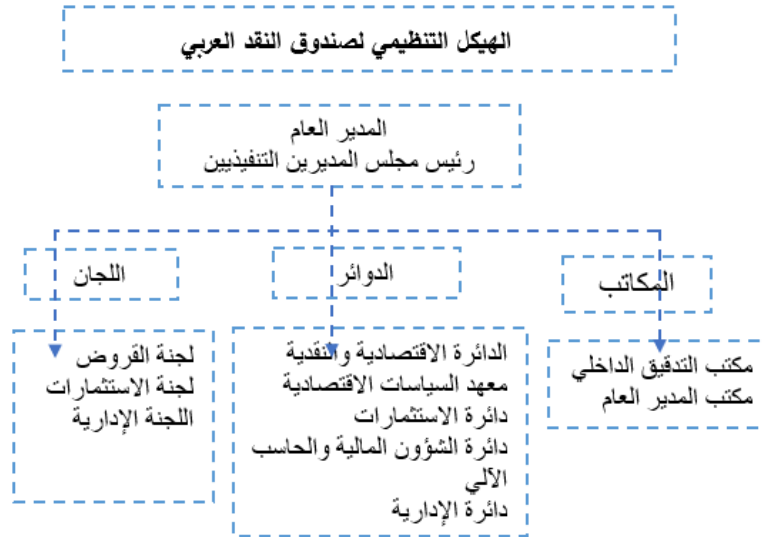 الهيكل التنظيمي لصندوق النقد العربي
المدير العام
رئيس مجلس المديرين التنفيذيين
المكاتب
مكتب التدقيق الداخلي
مكتب المدير العام
الدوائر
الدائرة الاقتصادية والنقدية
معهد السياسات الاقتصادية
دائرة الاستثمارات
دائرة الشؤون المالية والحاسب
الآلي
دائرة الإدارية
اللجان
لجنة القروض
لجنة الاستثمارات
اللجنة الإدارية